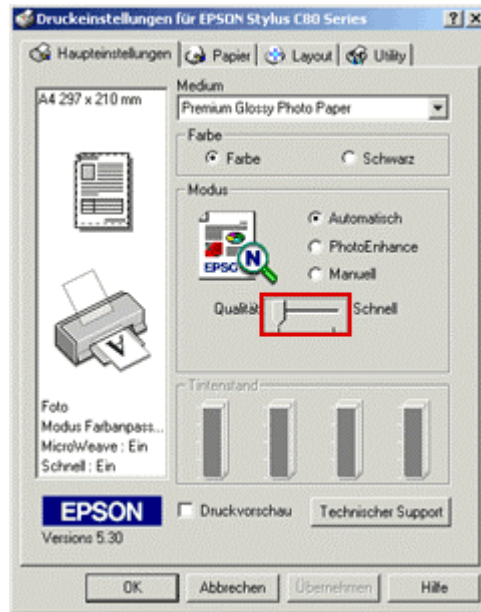 Druckeinstellungen für EPSON Stylus C80 Series
Haupteinstellungen Papier Layout Utility
A4 297 x 210 mm
Medium
Premium Glossy Photo Paper
Farbe
Farbe Schwarz
Modus
EPSO N
Automatisch
PhotoEnhance
Manuell
Qualität Schnell
Tintenstand
Foto
Modus Farbanpass...
MicroWeave : Ein
Schnell : Ein
EPSON
Versions 5.30
Druckvorschau Technischer Support
OK Abbrechen Übernehmen Hilfe